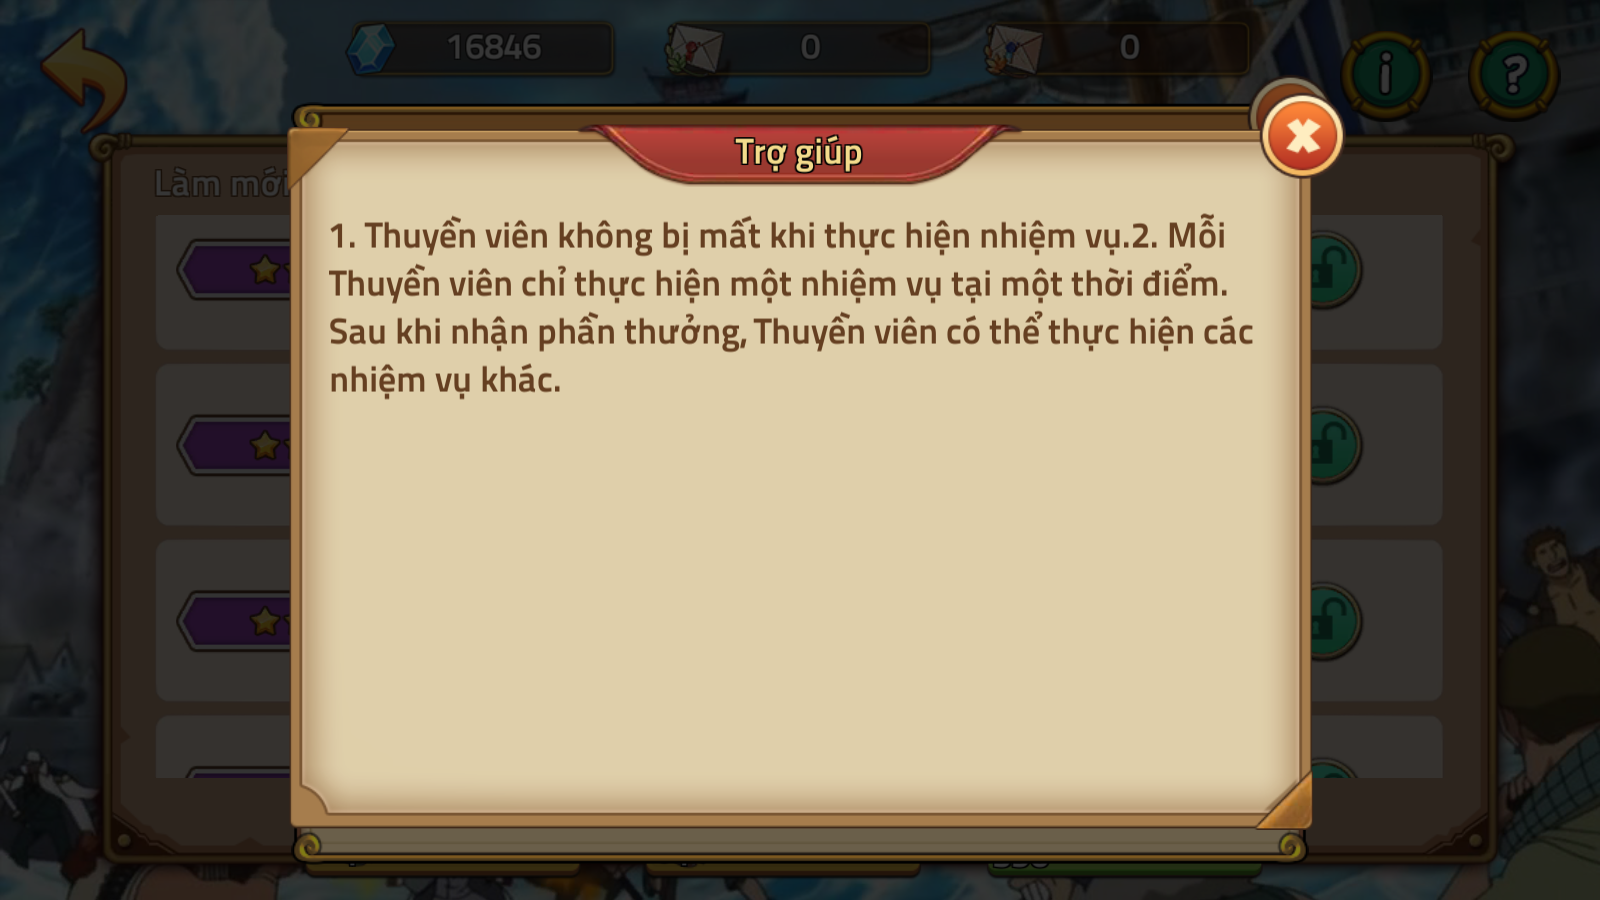 16846
0
0
i
?
Trợ giúp
Làm mới
1. Thuyền viên không bị mất khi thực hiện nhiệm vụ.2. Mỗi
Thuyền viên chỉ thực hiện một nhiệm vụ tại một thời điểm.
Sau khi nhận phần thưởng, Thuyền viên có thể thực hiện các
nhiệm vụ khác.